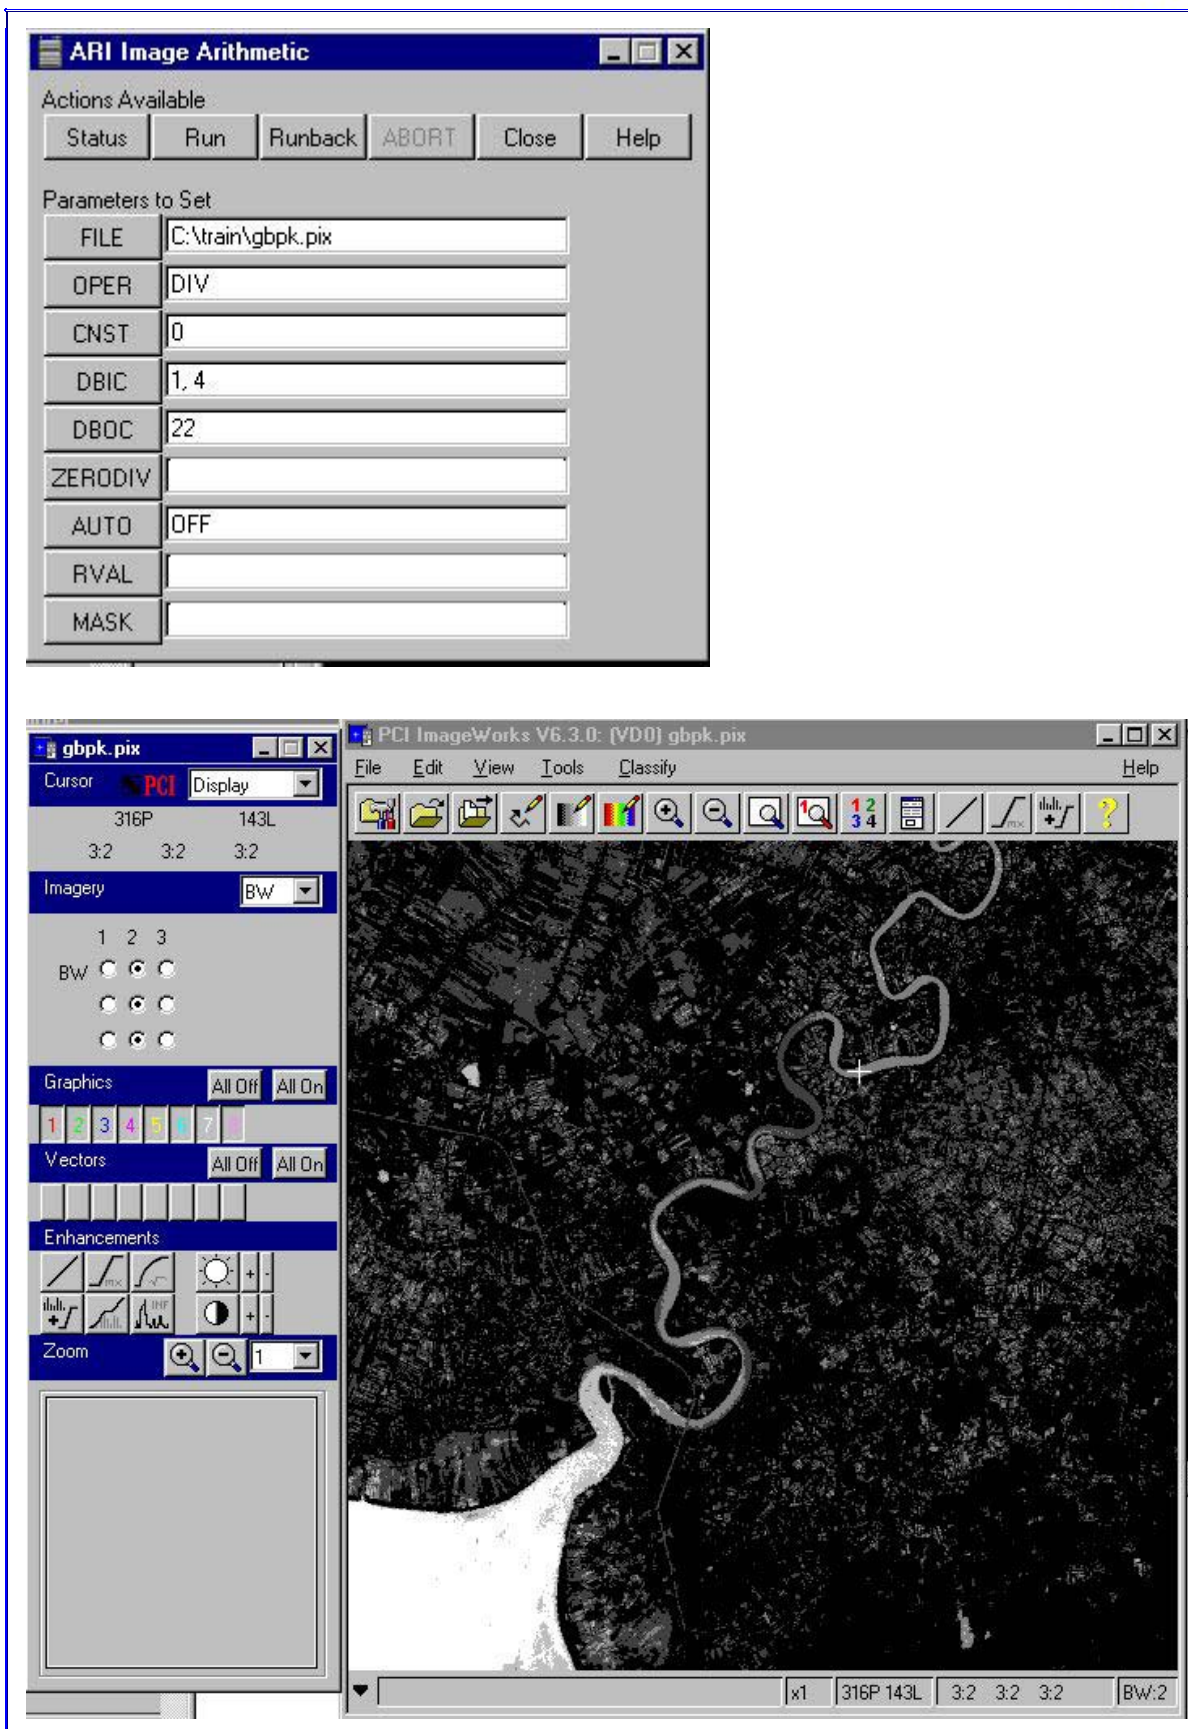 ARI Image Arithmetic
Actions Available
Status Run Runback ABORT Close Help
Parameters to Set
FILE C:\train\gbpk.pix
OPER DIV
CNST 0
DBIC 1, 4
DBOC 22
ZERODIV
AUTO OFF
RVAL
MASK
gbpk.pix
Cursor PCI Display
316P 143L
3:2 3:2 3:2
Imagery BW
1 2 3
BW
Graphics All Off All On
1 2 3 4 5 6 7 8
Vectors All Off All On
Enhancements
mx
INF
+ -
+ -
Zoom 1
PCI ImageWorks V6.3.0: (VD0) gbpk.pix
File Edit View Tools Classify Help
1 2
3 4
mx
x1 316P 143L 3:2 3:2 3:2 BW:2